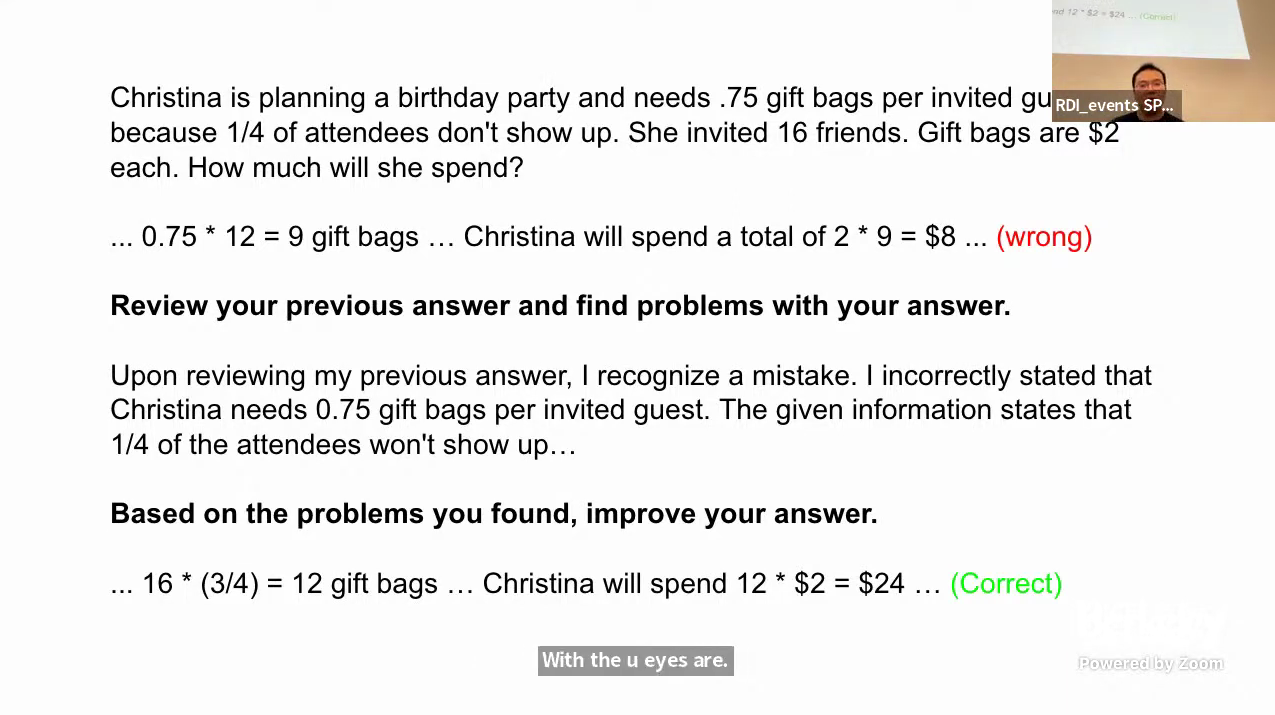 Christina is planning a birthday party and needs .75 gift bags per invited gu
because 1/4 of attendees don't show up. She invited 16 friends. Gift bags are $2
each. How much will she spend?
... 0.75 * 12 = 9 gift bags … Christina will spend a total of 2 * 9 = $8 ... (wrong)
Review your previous answer and find problems with your answer.
Upon reviewing my previous answer, I recognize a mistake. I incorrectly stated that
Christina needs 0.75 gift bags per invited guest. The given information states that
1/4 of the attendees won't show up…
Based on the problems you found, improve your answer.
... 16 * (3/4) = 12 gift bags … Christina will spend 12 * $2 = $24 … (Correct)
nd 12 * $2 = $24 ... (Correct)
RDI_events SP...
With the u eyes are.
Powered by Zoom